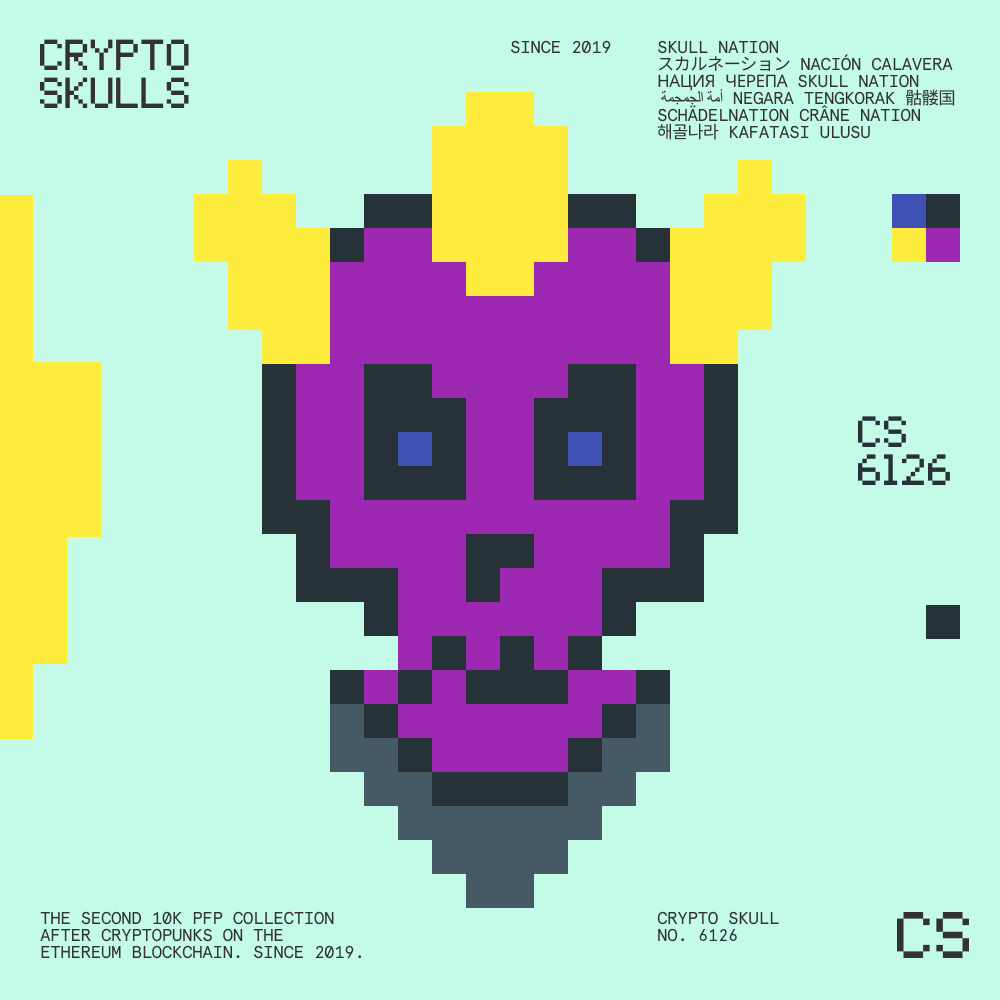 CRYPTO
SKULLS
SINCE 2019
SKULL NATION
スカルネーション NACIÓN CALAVERA
НАЦИЯ ЧЕРЕПА SKULL NATION
أمة الجمجمة NEGARA TENGKORAK 骷髅国
SCHÄDELNATION CRÂNE NATION
해골나라 KAFATASI ULUSU
CS
6126
THE SECOND 10K PFP COLLECTION
AFTER CRYPTOPUNKS ON THE
ETHEREUM BLOCKCHAIN. SINCE 2019.
CRYPTO SKULL
NO. 6126
CS